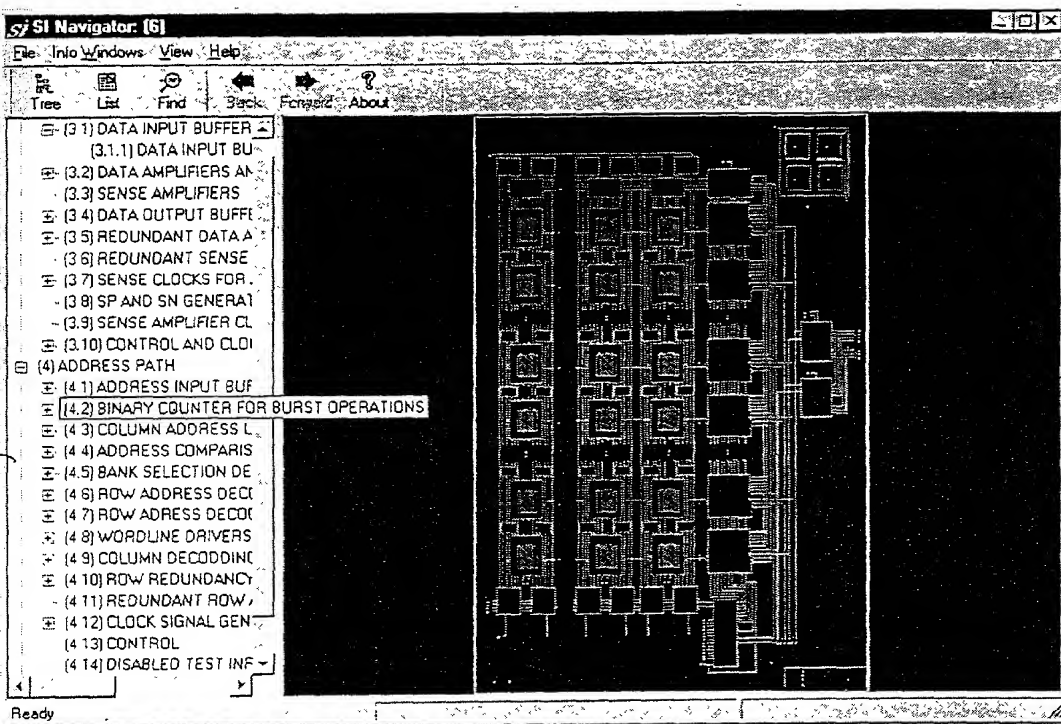 Si SI Navigator: [6]
File Info Windows View Help
Tree List Find Back Forward About
(3.1) DATA INPUT BUFFER
(3.1.1) DATA INPUT BU
(3.2) DATA AMPLIFIERS AN
(3.3) SENSE AMPLIFIERS
(3.4) DATA OUTPUT BUFFE
(3.5) REDUNDANT DATA A
(3.6) REDUNDANT SENSE
(3.7) SENSE CLOCKS FOR
(3.8) SP AND SN GENERAT
(3.9) SENSE AMPLIFIER CL
(3.10) CONTROL AND CLO
(4) ADDRESS PATH
(4.1) ADDRESS INPUT BUF
(4.2) BINARY COUNTER FOR BURST OPERATIONS
(4.3) COLUMN ADDRESS L
(4.4) ADDRESS COMPARIS
(4.5) BANK SELECTION DE
(4.6) ROW ADDRESS DECO
(4.7) ROW ADRESS DECOD
(4.8) WORDLINE DRIVERS
(4.9) COLUMN DECODDING
(4.10) ROW REDUNDANCY
(4.11) REDUNDANT ROW
(4.12) CLOCK SIGNAL GEN
(4.13) CONTROL
(4.14) DISABLED TEST INF
Ready